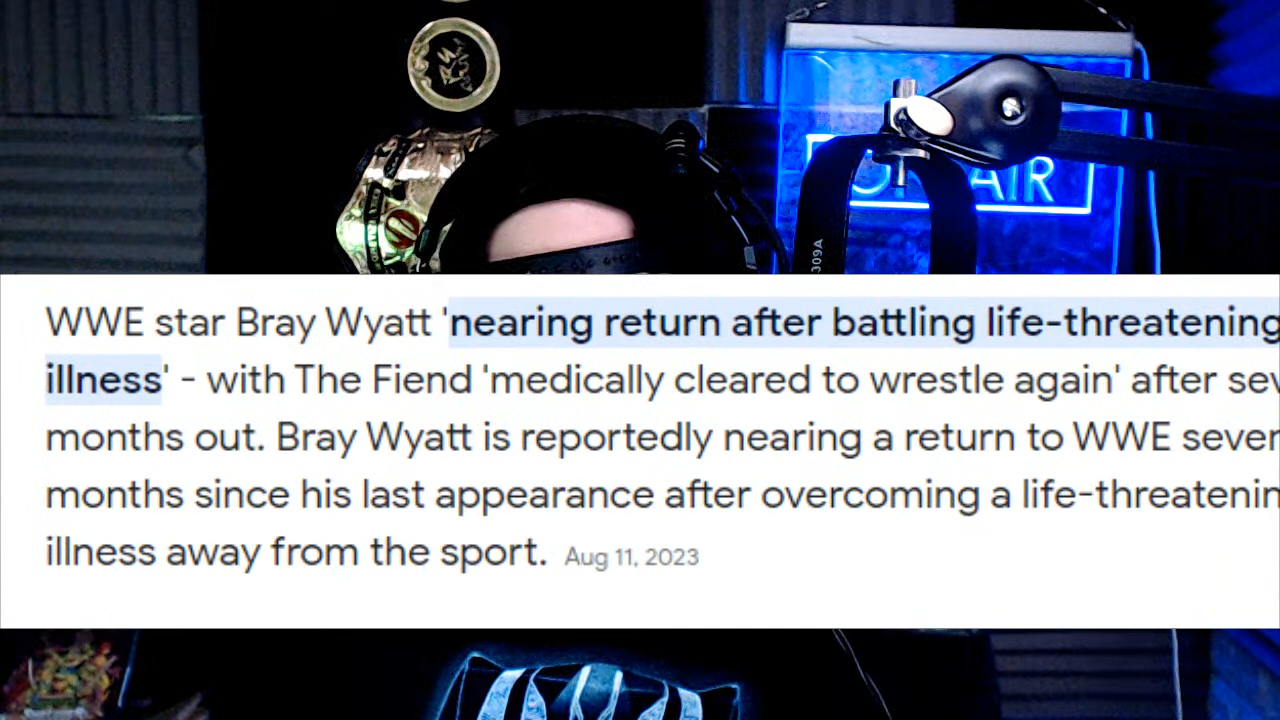 ON AIR
309A
WWE star Bray Wyatt 'nearing return after battling life-threatening
illness' - with The Fiend 'medically cleared to wrestle again' after sev
months out. Bray Wyatt is reportedly nearing a return to WWE sever
months since his last appearance after overcoming a life-threatenin
illness away from the sport. Aug 11, 2023